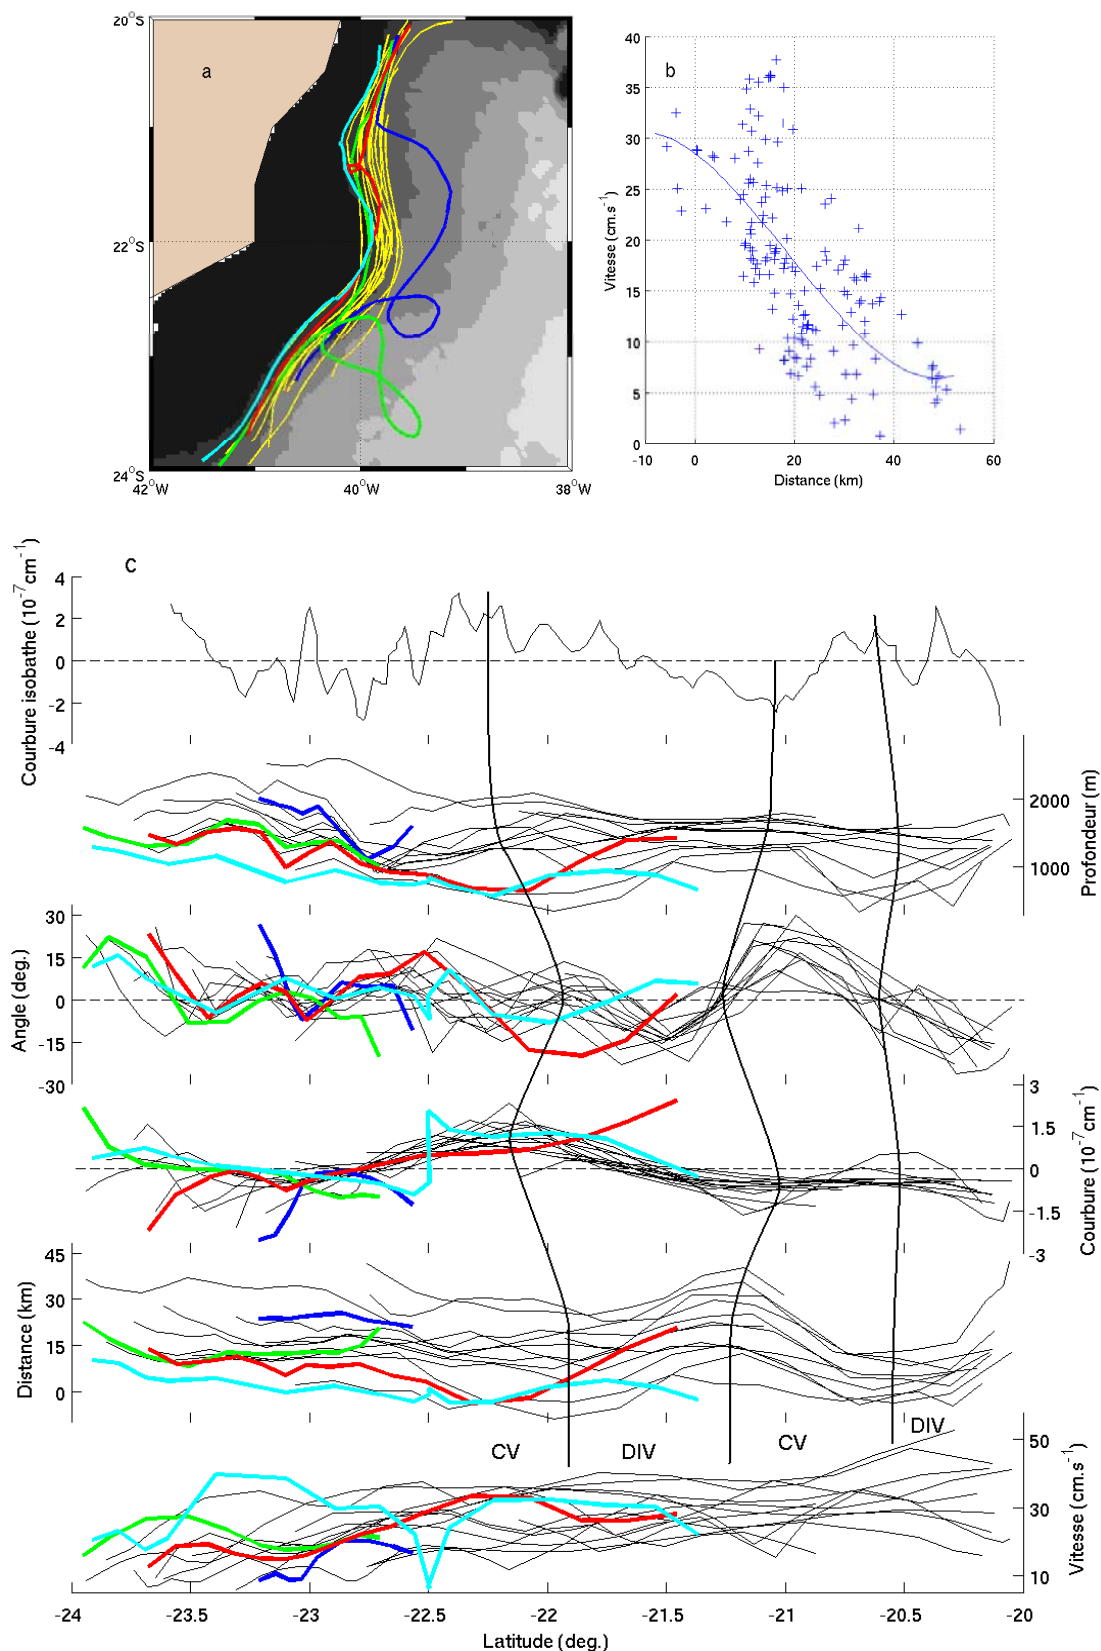 20°S
a
22°S
24°S
42°W
40°W
38°W
b
40
35
30
25
20
15
10
5
0
Vitesse (cm.s⁻¹)
-10
0
20
40
60
Distance (km)
c
4
2
0
-2
-4
Courbure isobathe (10⁻⁷cm⁻¹)
2000
1000
Profondeur (m)
30
15
0
-15
-30
Angle (deg.)
3
1.5
0
-1.5
-3
Courbure (10⁻⁷cm⁻¹)
45
30
15
0
Distance (km)
CV
DIV
CV
DIV
50
30
10
Vitesse (cm.s⁻¹)
-24
-23.5
-23
-22.5
-22
-21.5
-21
-20.5
-20
Latitude (deg.)